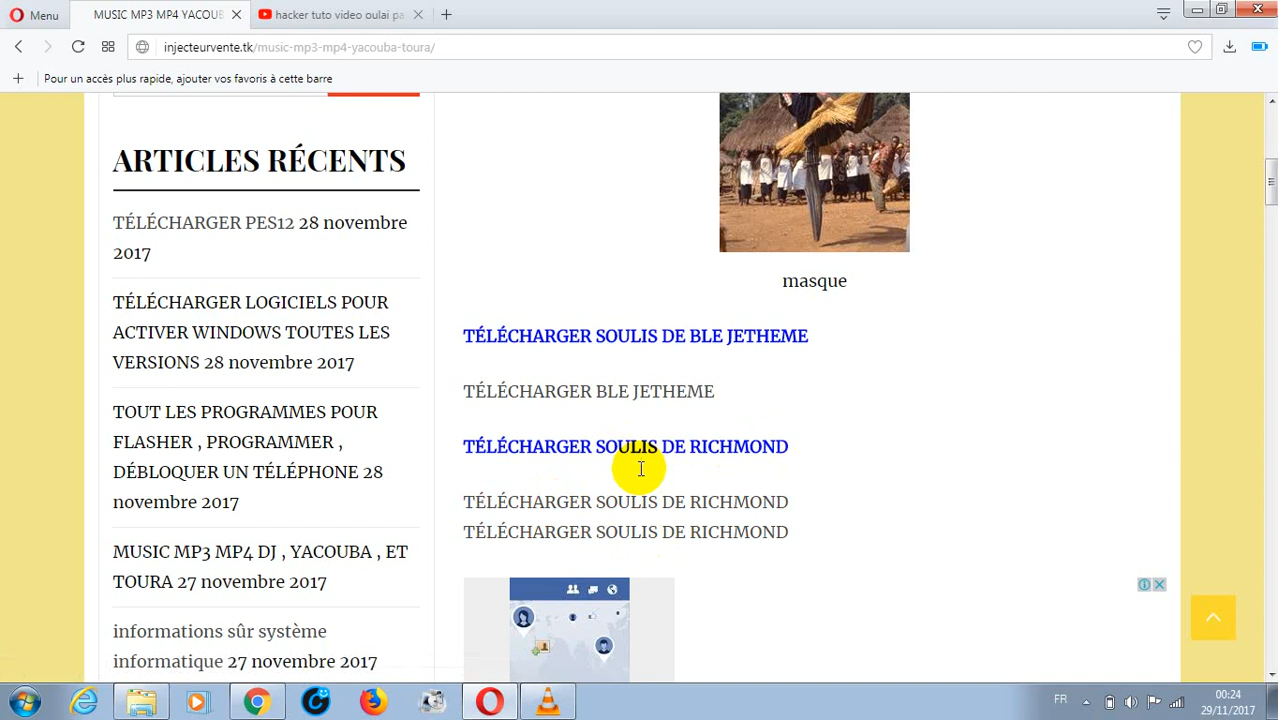 Menu
MUSIC MP3 MP4 YACOUB
hacker tuto video oulai pa
injecteurvente.tk/music-mp3-mp4-yacouba-toura/
Pour un accès plus rapide, ajouter vos favoris à cette barre
ARTICLES RÉCENTS
TÉLÉCHARGER PES12 28 novembre
2017
TÉLÉCHARGER LOGICIELS POUR
ACTIVER WINDOWS TOUTES LES
VERSIONS 28 novembre 2017
TOUT LES PROGRAMMES POUR
FLASHER , PROGRAMMER ,
DÉBLOQUER UN TÉLÉPHONE 28
novembre 2017
MUSIC MP3 MP4 DJ , YACOUBA , ET
TOURA 27 novembre 2017
informations sûr système
informatique 27 novembre 2017
masque
TÉLÉCHARGER SOULIS DE BLE JETHEME
TÉLÉCHARGER BLE JETHEME
TÉLÉCHARGER SOULIS DE RICHMOND
TÉLÉCHARGER SOULIS DE RICHMOND
TÉLÉCHARGER SOULIS DE RICHMOND
FR
00:24
29/11/2017